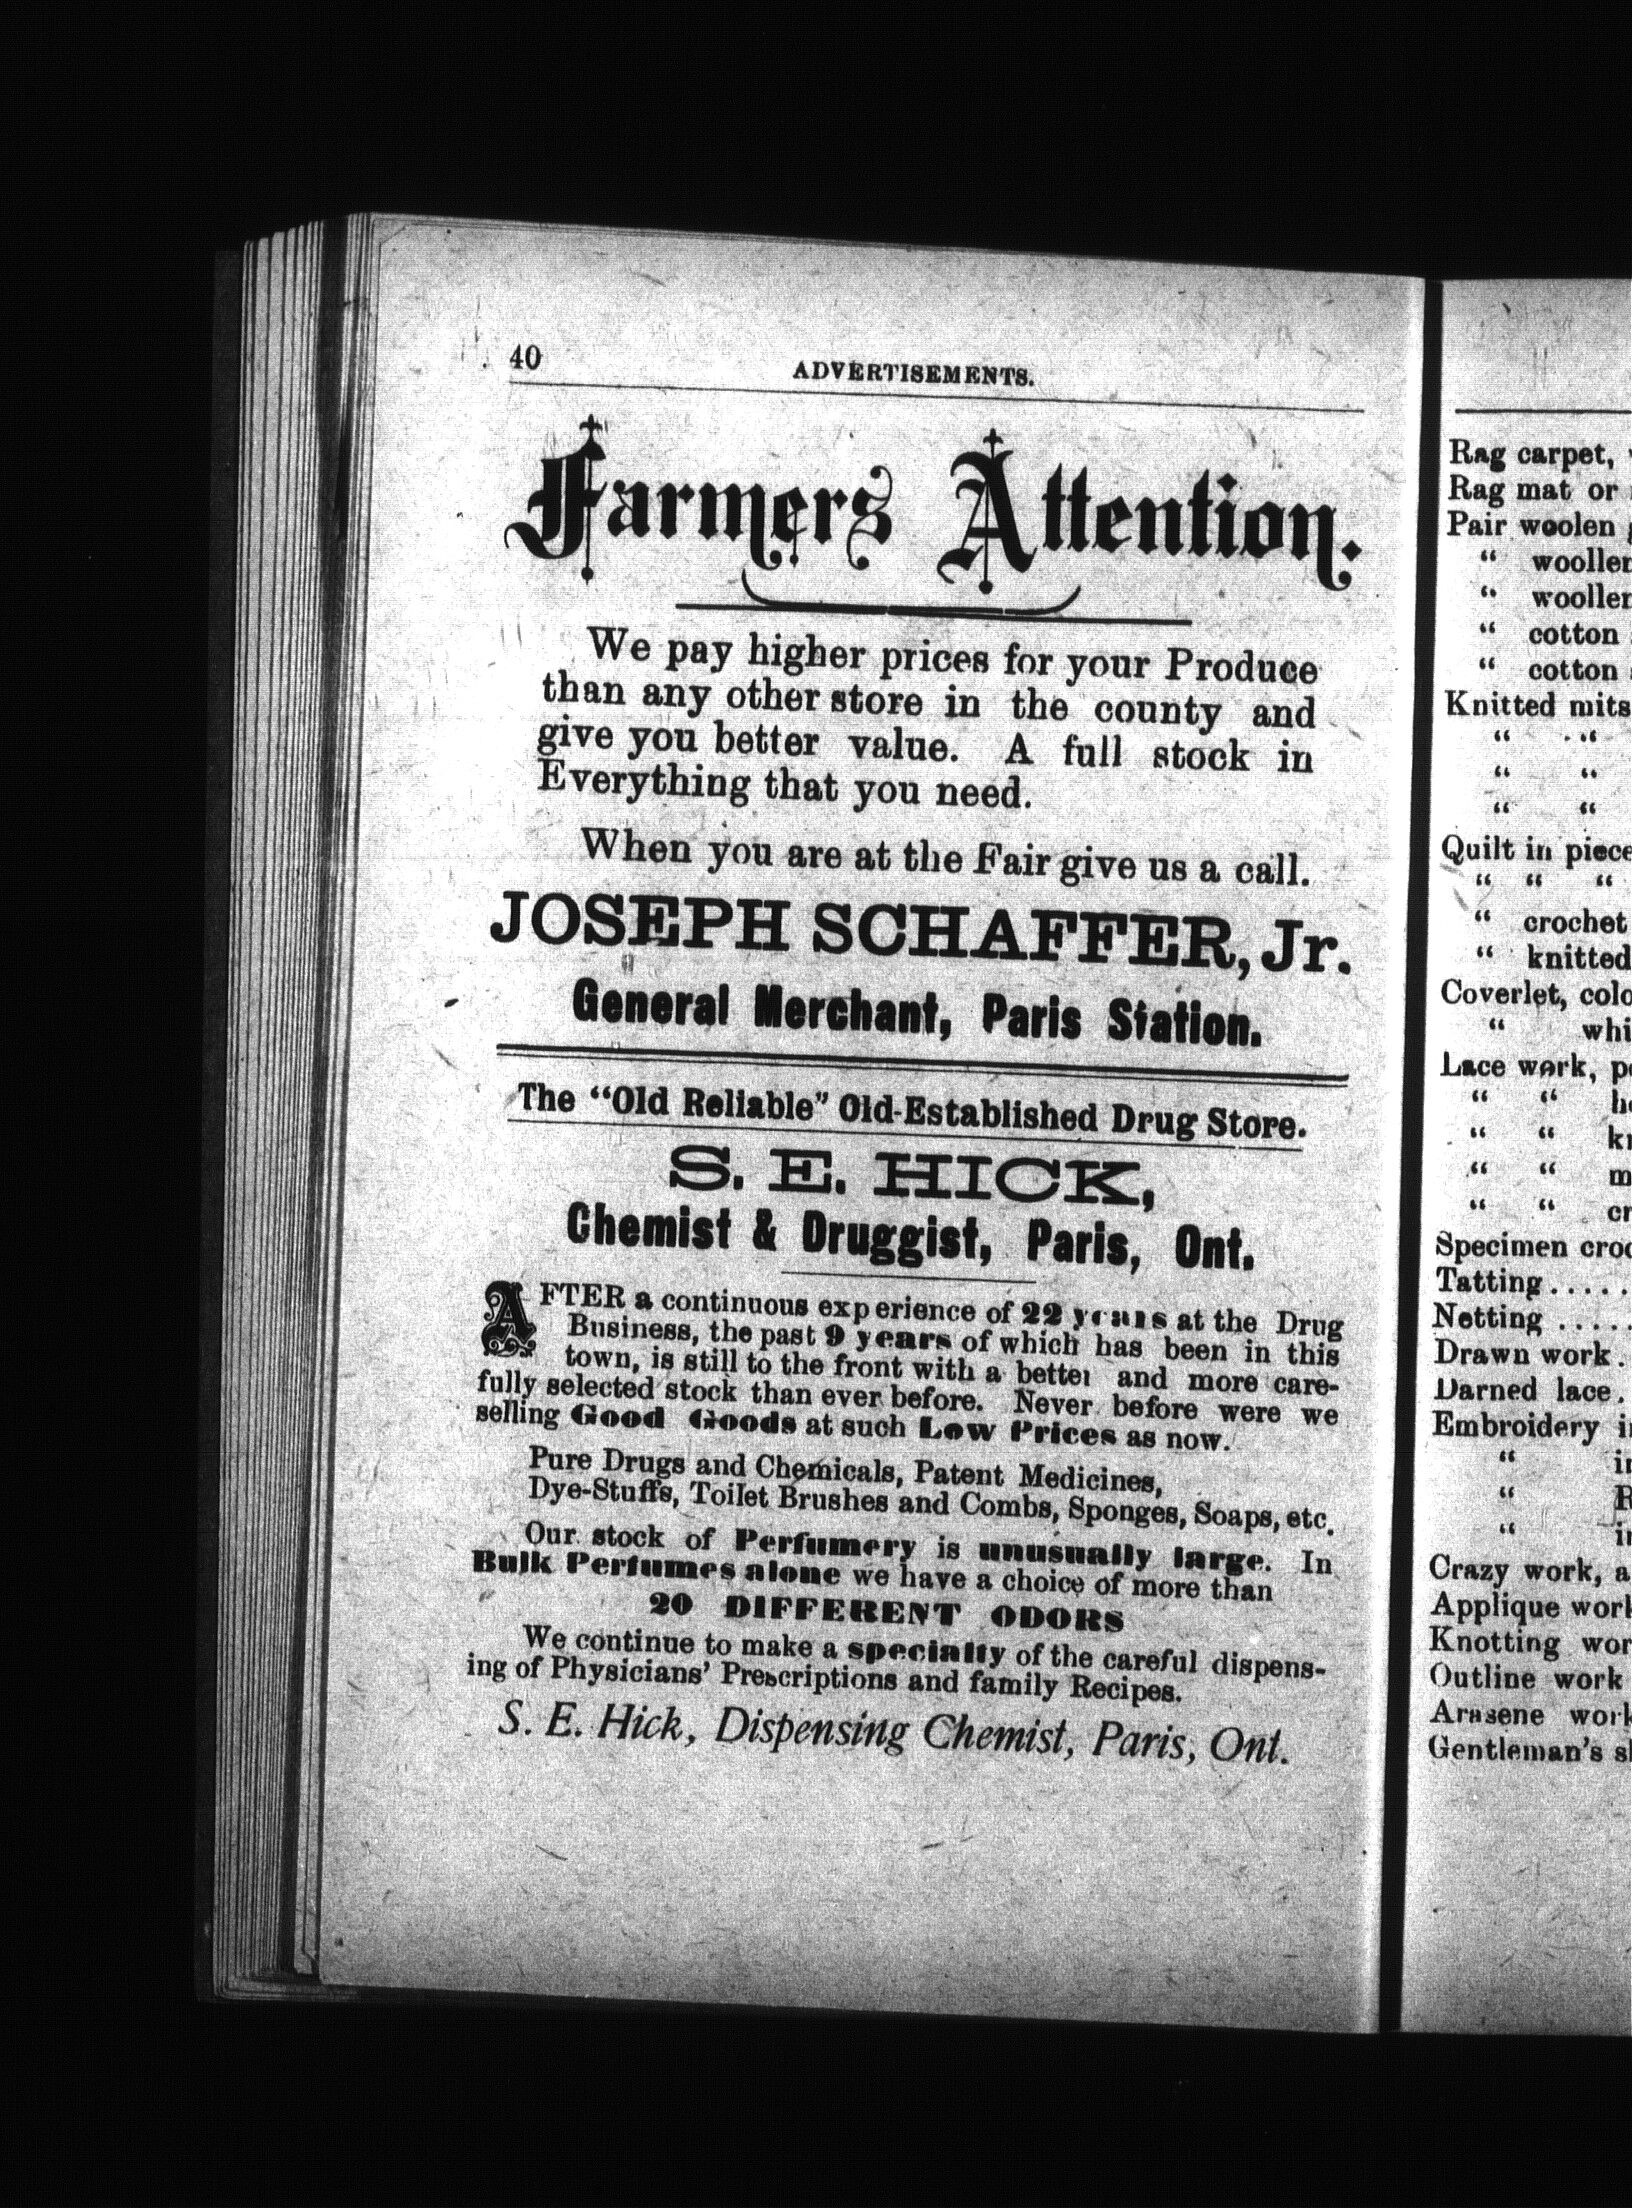 40
ADVERTISEMENTS.
Farmers Attention.
We pay higher prices for your Produce
than any other store in the county and
give you better value. A full stock in
Everything that you need.
When you are at the Fair give us a call.
JOSEPH SCHAFFER, Jr.
General Merchant, Paris Station.
The "Old Reliable" Old-Established Drug Store.
S. E. HICK,
Chemist & Druggist, Paris, Ont.
AFTER a continuous experience of 22 years at the Drug
Business, the past 9 years of which has been in this
town, is still to the front with a better and more care-
fully selected stock than ever before. Never before were we
selling Good Goods at such Low Prices as now.
Pure Drugs and Chemicals, Patent Medicines,
Dye-Stuffs, Toilet Brushes and Combs, Sponges, Soaps, etc.
Our stock of Perfumery is unusually large. In
Bulk Perfumes alone we have a choice of more than
20 DIFFERENT ODORS
We continue to make a specialty of the careful dispens-
ing of Physicians' Prescriptions and family Recipes.
S. E. Hick, Dispensing Chemist, Paris, Ont.
Rag carpet,
Rag mat or
Pair woolen
" woollen
" woollen
" cotton
" cotton
Knitted mits
" "
" "
" "
Quilt in piece
" " "
" crochet
" knitted
Coverlet, colo
" whi
Lace work, p
" " h
" " k
" " m
" " cr
Specimen croc
Tatting.....
Netting .....
Drawn work.
Darned lace.
Embroidery i
" i
" R
" i
Crazy work, a
Applique work
Knotting wor
Outline work
Arasene work
Gentleman's s